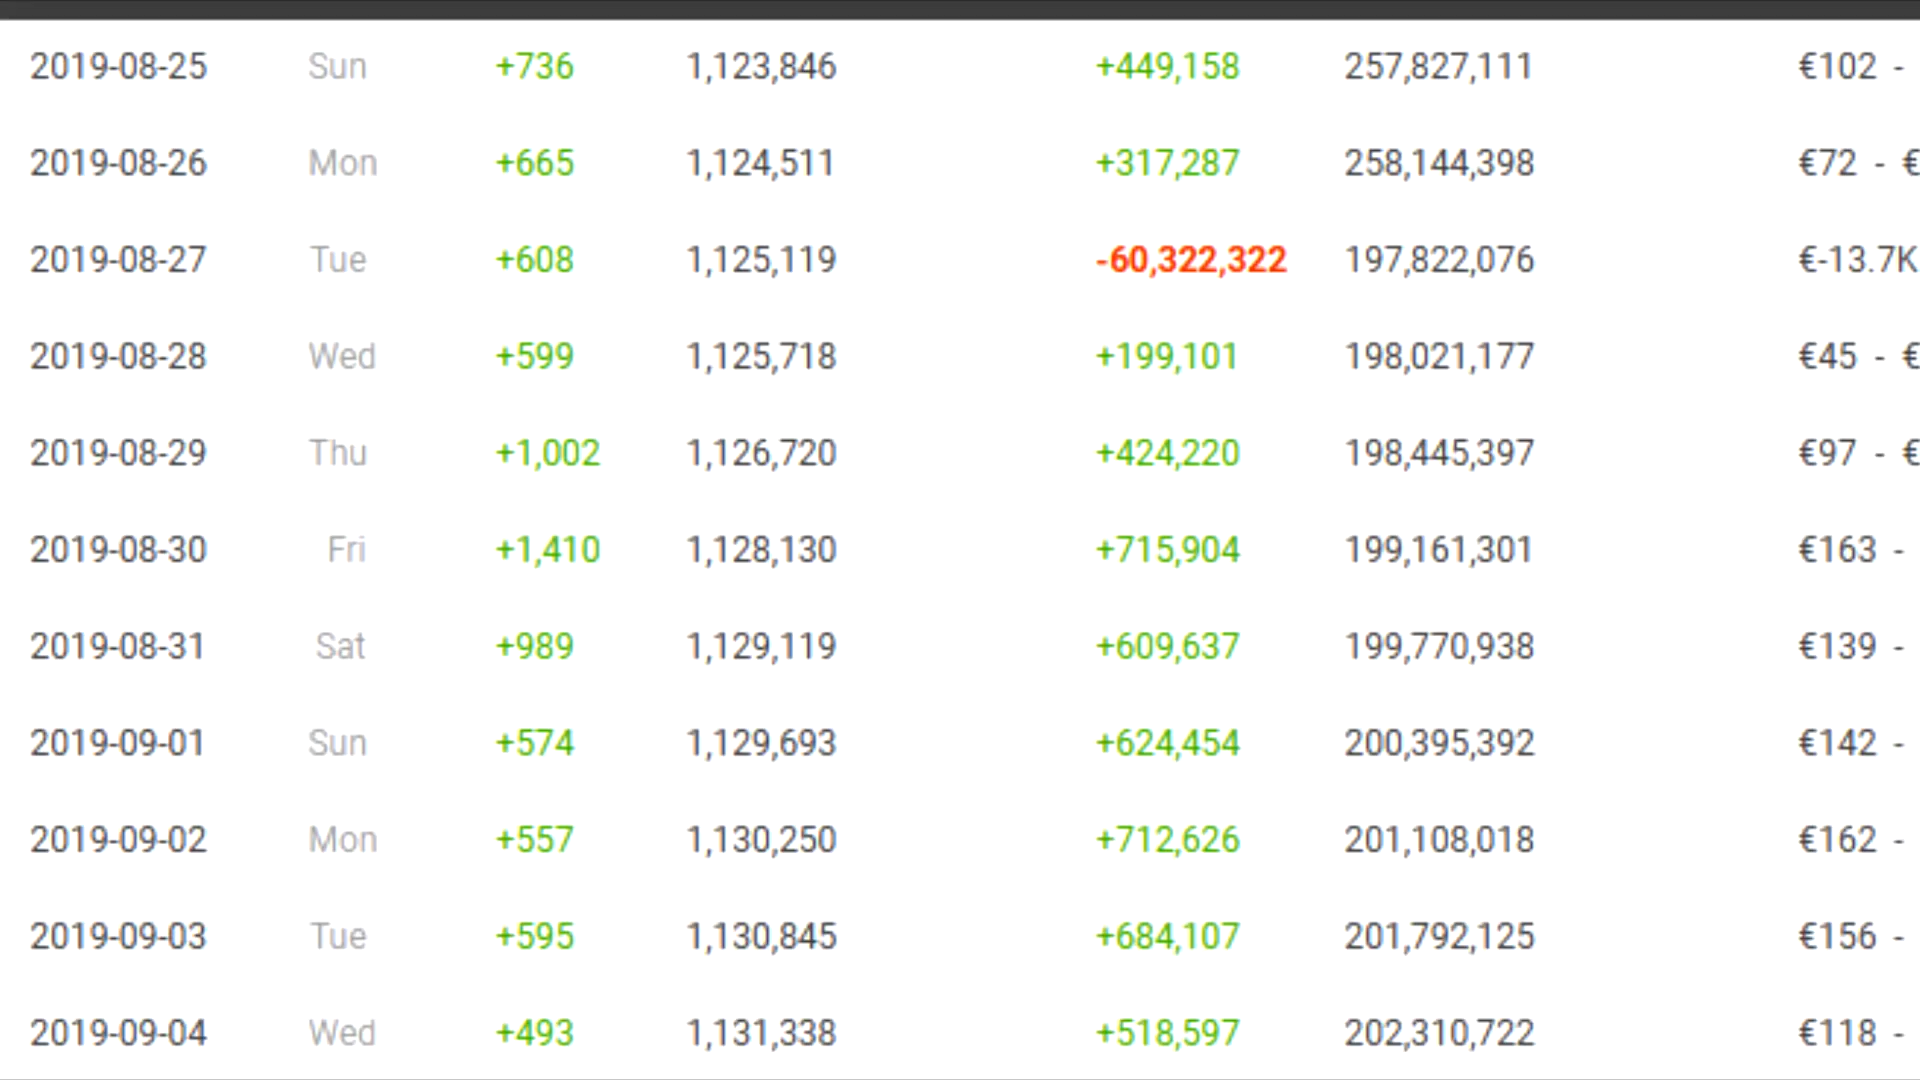 2019-08-25 Sun +736 1,123,846 +449,158 257,827,111 €102 -
2019-08-26 Mon +665 1,124,511 +317,287 258,144,398 €72 - €
2019-08-27 Tue +608 1,125,119 -60,322,322 197,822,076 €-13.7K
2019-08-28 Wed +599 1,125,718 +199,101 198,021,177 €45 - €
2019-08-29 Thu +1,002 1,126,720 +424,220 198,445,397 €97 - €
2019-08-30 Fri +1,410 1,128,130 +715,904 199,161,301 €163 -
2019-08-31 Sat +989 1,129,119 +609,637 199,770,938 €139 -
2019-09-01 Sun +574 1,129,693 +624,454 200,395,392 €142 -
2019-09-02 Mon +557 1,130,250 +712,626 201,108,018 €162 -
2019-09-03 Tue +595 1,130,845 +684,107 201,792,125 €156 -
2019-09-04 Wed +493 1,131,338 +518,597 202,310,722 €118 -